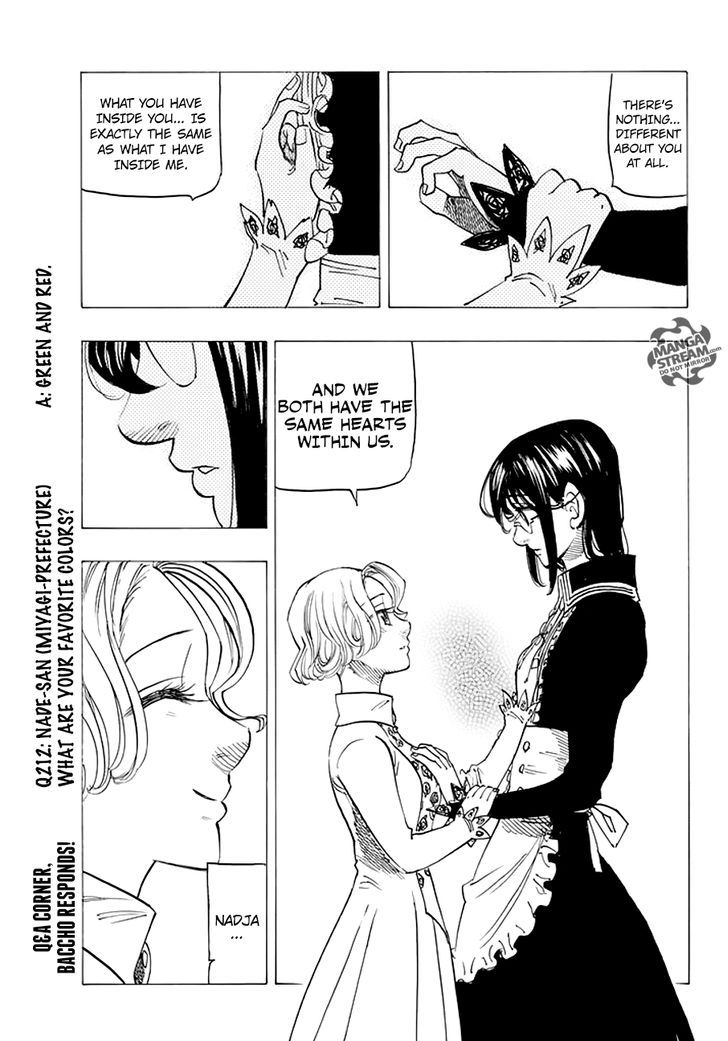 THERE'S
NOTHING...
DIFFERENT
ABOUT YOU
AT ALL.
WHAT YOU HAVE
INSIDE YOU... IS
EXACTLY THE SAME
AS WHAT I HAVE
INSIDE ME.
AND WE
BOTH HAVE THE
SAME HEARTS
WITHIN US.
NADJA
...
Q&A CORNER,
BACCHO RESPONDS!
Q212: NADE-SAN (MIYAGI-PREFECTURE)
WHAT ARE YOUR FAVORITE COLORS?
A: GREEN AND RED.
MANGA
STREAM.com
DO NOT MIRROR